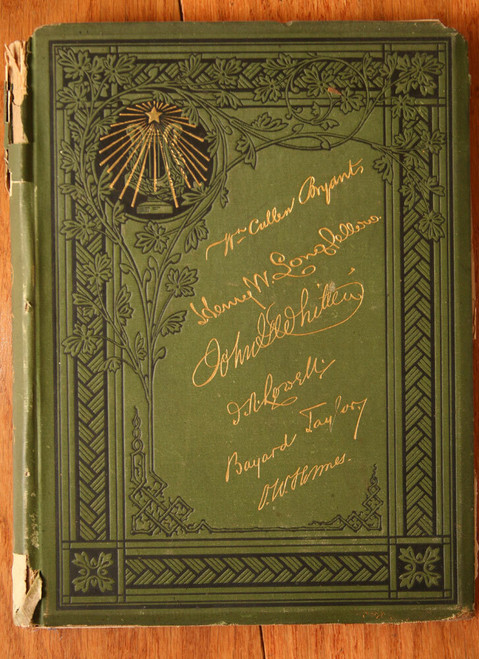 Wm Cullen Bryant
Henry W. Longfellow.
John G Whittier
J. R. Lowell.
Bayard Taylor,
O W Holmes.